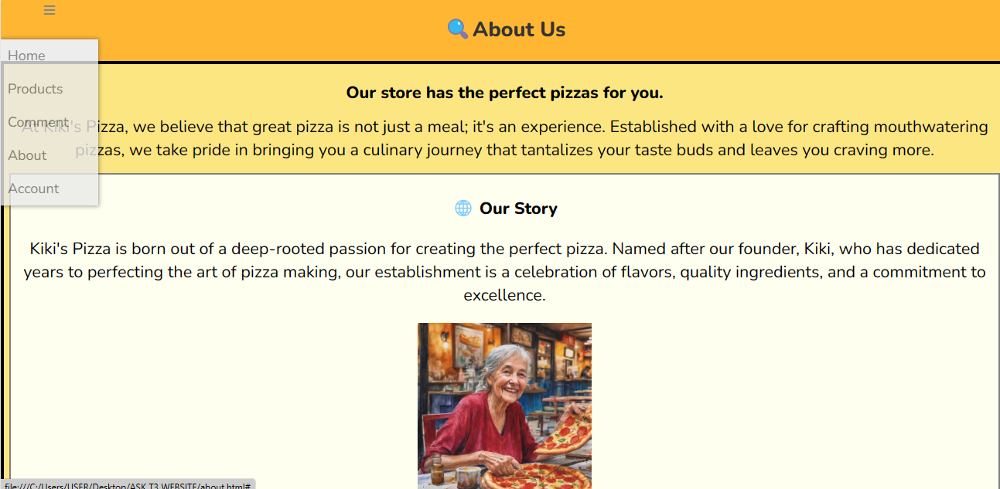 About Us
Home
Products
Comment
About
Account
Our store has the perfect pizzas for you.
At Kiki's Pizza, we believe that great pizza is not just a meal; it's an experience. Established with a love for crafting mouthwatering
pizzas, we take pride in bringing you a culinary journey that tantalizes your taste buds and leaves you craving more.
Our Story
Kiki's Pizza is born out of a deep-rooted passion for creating the perfect pizza. Named after our founder, Kiki, who has dedicated
years to perfecting the art of pizza making, our establishment is a celebration of flavors, quality ingredients, and a commitment to
excellence.
file:///C:/Users/USER/Desktop/ASK T3 WEBSITE/about.html#